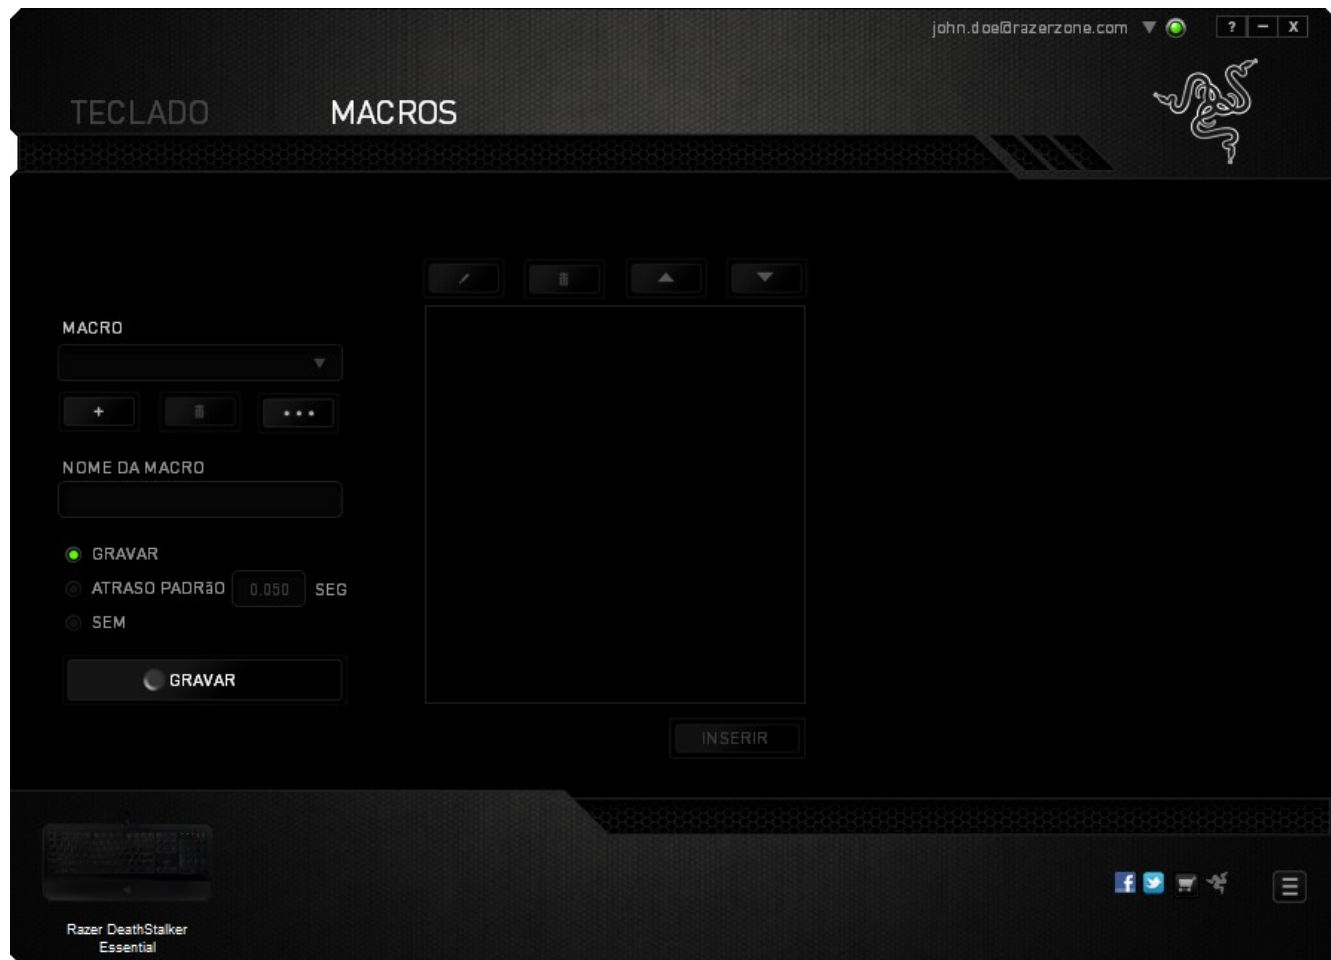 john.doe@razerzone.com
? – X
TECLADO
MACROS
MACRO
+
...
NOME DA MACRO
GRAVAR
ATRASO PADRãO 0.050 SEG
SEM
GRAVAR
INSERIR
Razer DeathStalker
Essential